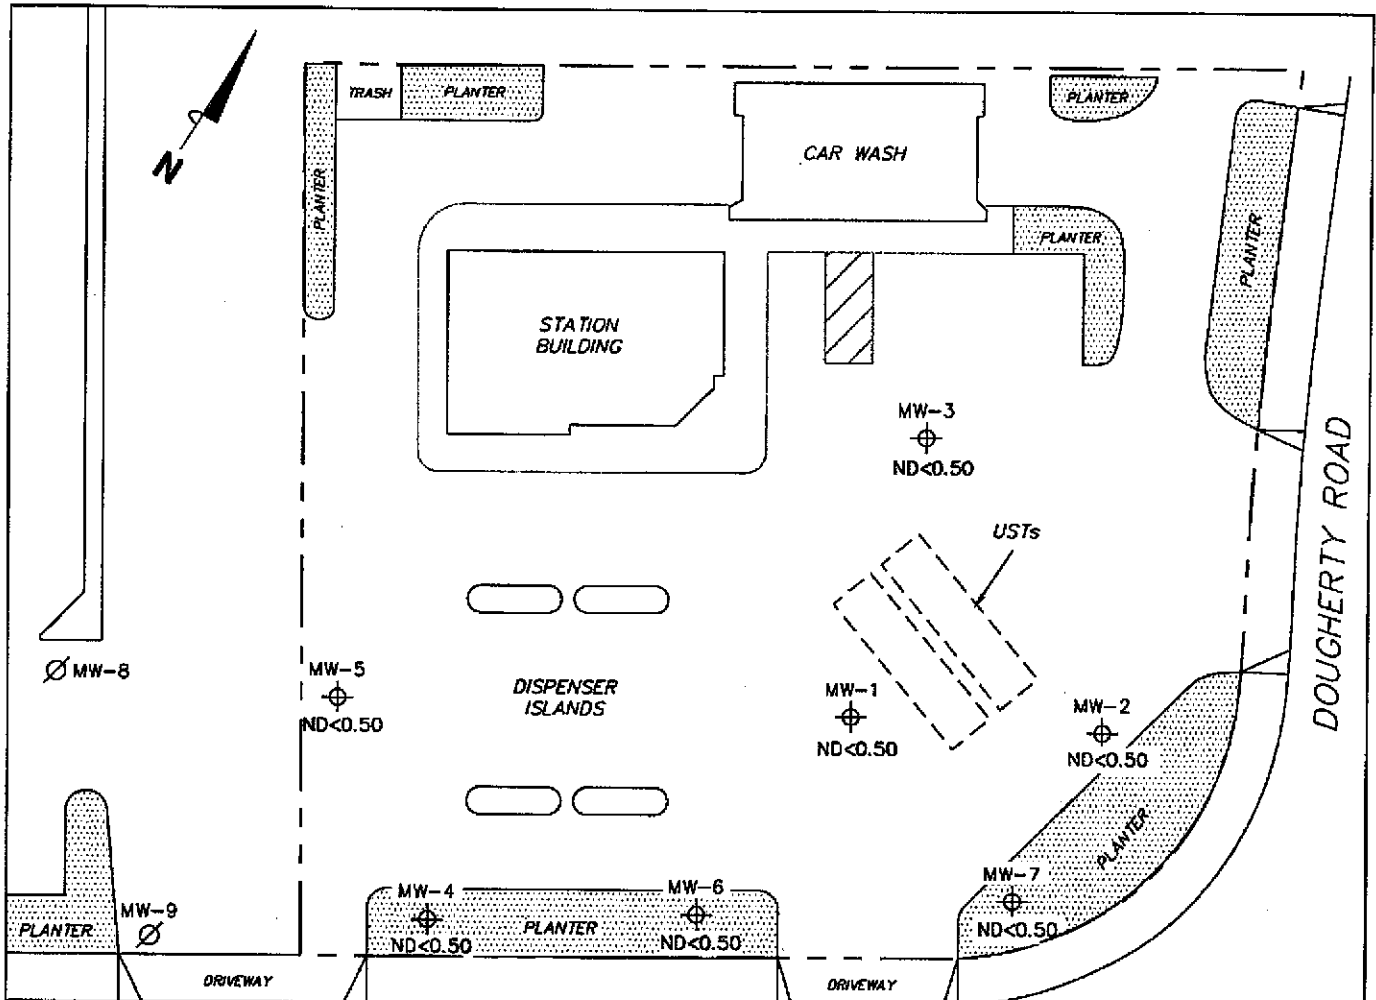 TRASH
PLANTER
PLANTER
CAR WASH
N
PLANTER
PLANTER
PLANTER
PLANTER
STATION
BUILDING
MW-3
ND<0.50
USTs
DOUGHERTY ROAD
MW-8
MW-5
ND<0.50
DISPENSER
ISLANDS
MW-1
ND<0.50
MW-2
ND<0.50
PLANTER
MW-7
ND<0.50
MW-4
ND<0.50
PLANTER
MW-6
ND<0.50
MW-9
PLANTER
DRIVEWAY
DRIVEWAY